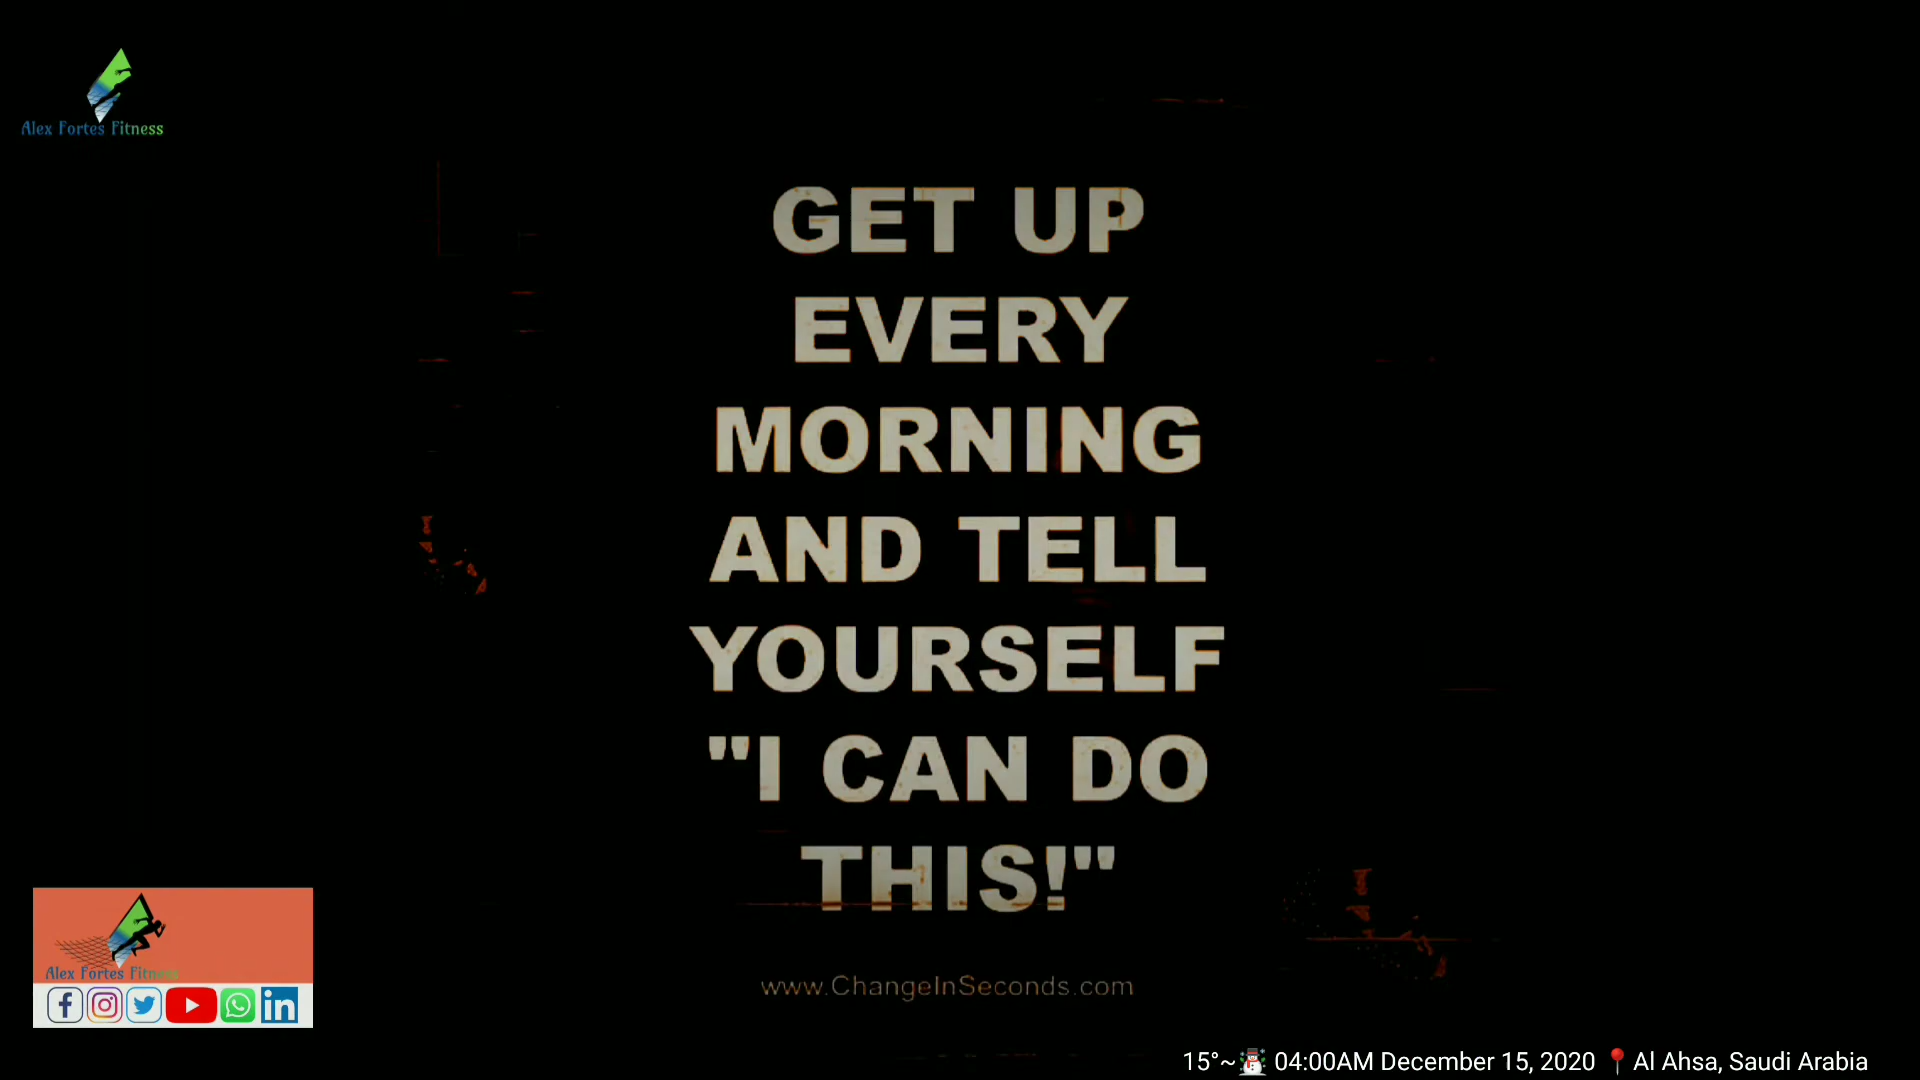 Alex Fortes Fitness
GET UP
EVERY
MORNING
AND TELL
YOURSELF
"I CAN DO
THIS!"
www.ChangeInSeconds.com
Alex Fortes Fitness
15°~ 04:00AM December 15, 2020 Al Ahsa, Saudi Arabia